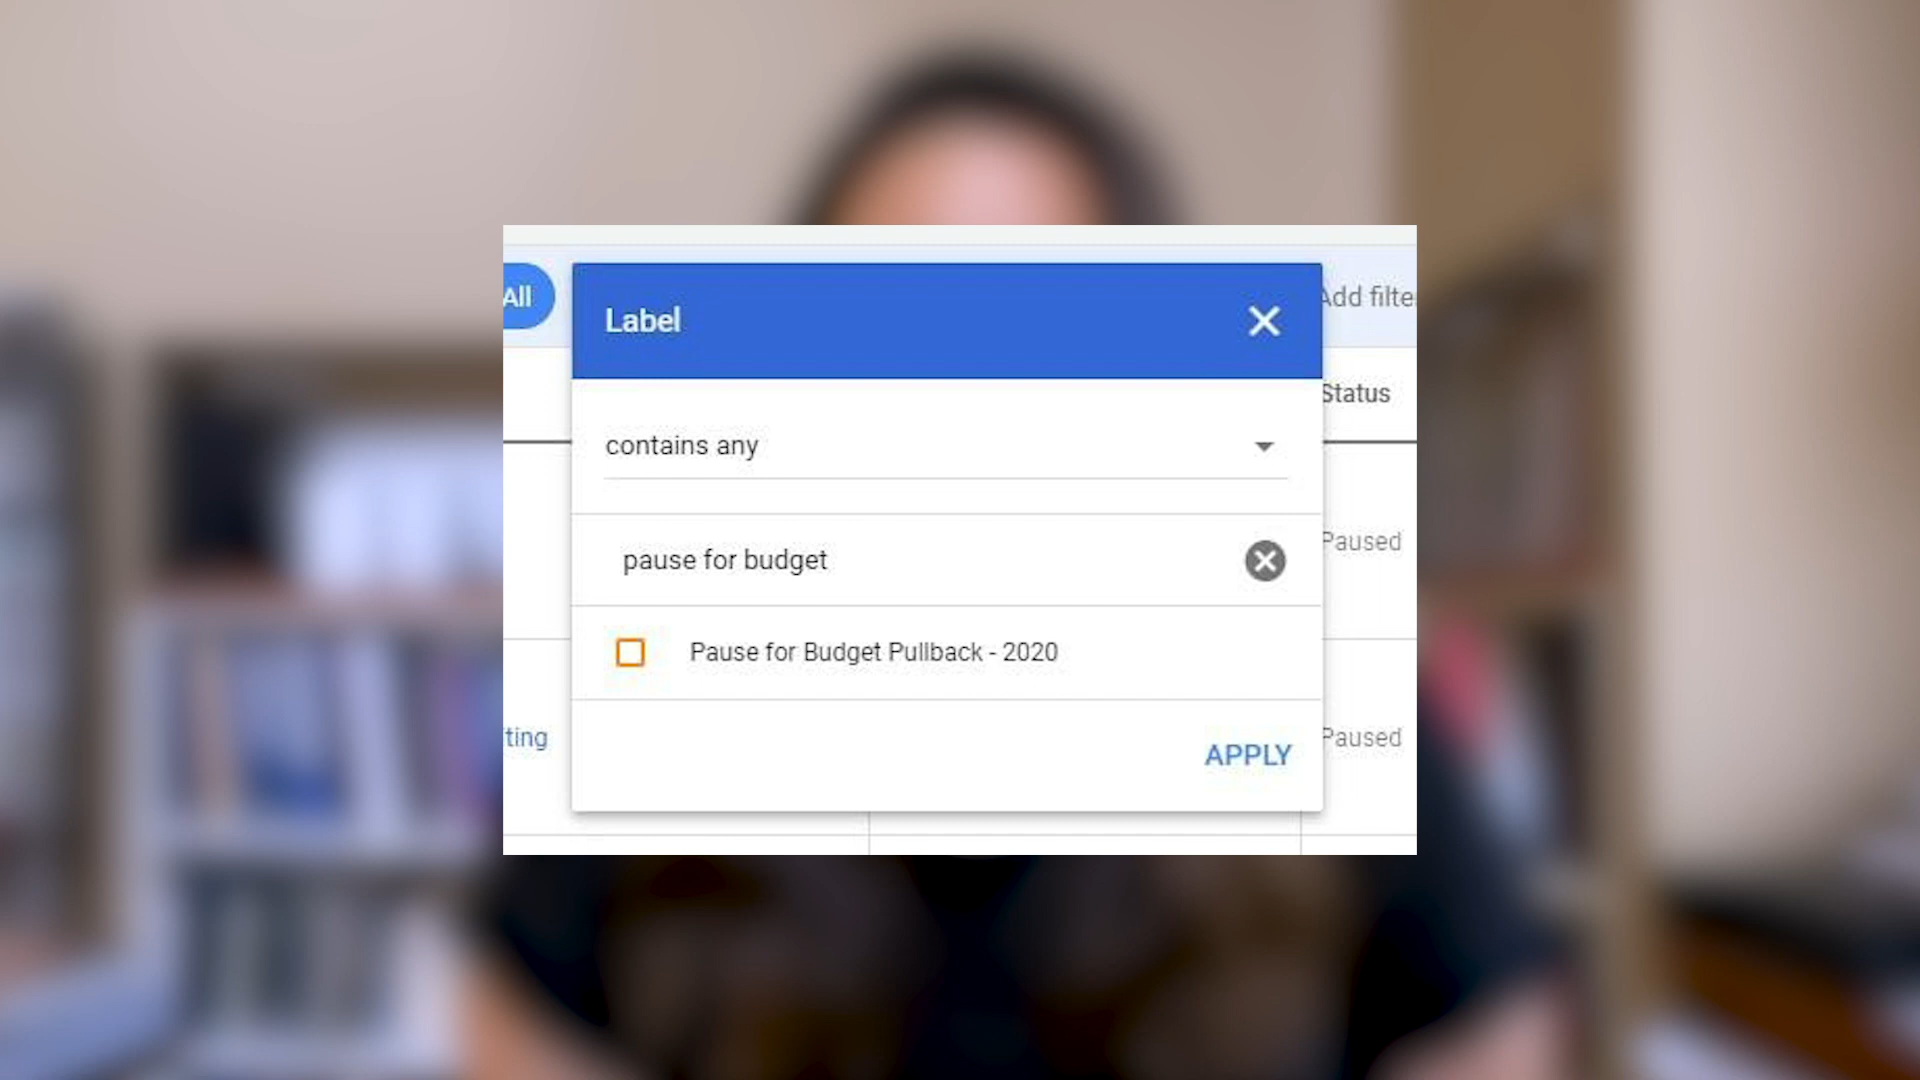 All
Label
Add filte
contains any
Status
pause for budget
Paused
Pause for Budget Pullback - 2020
ting
Paused
APPLY